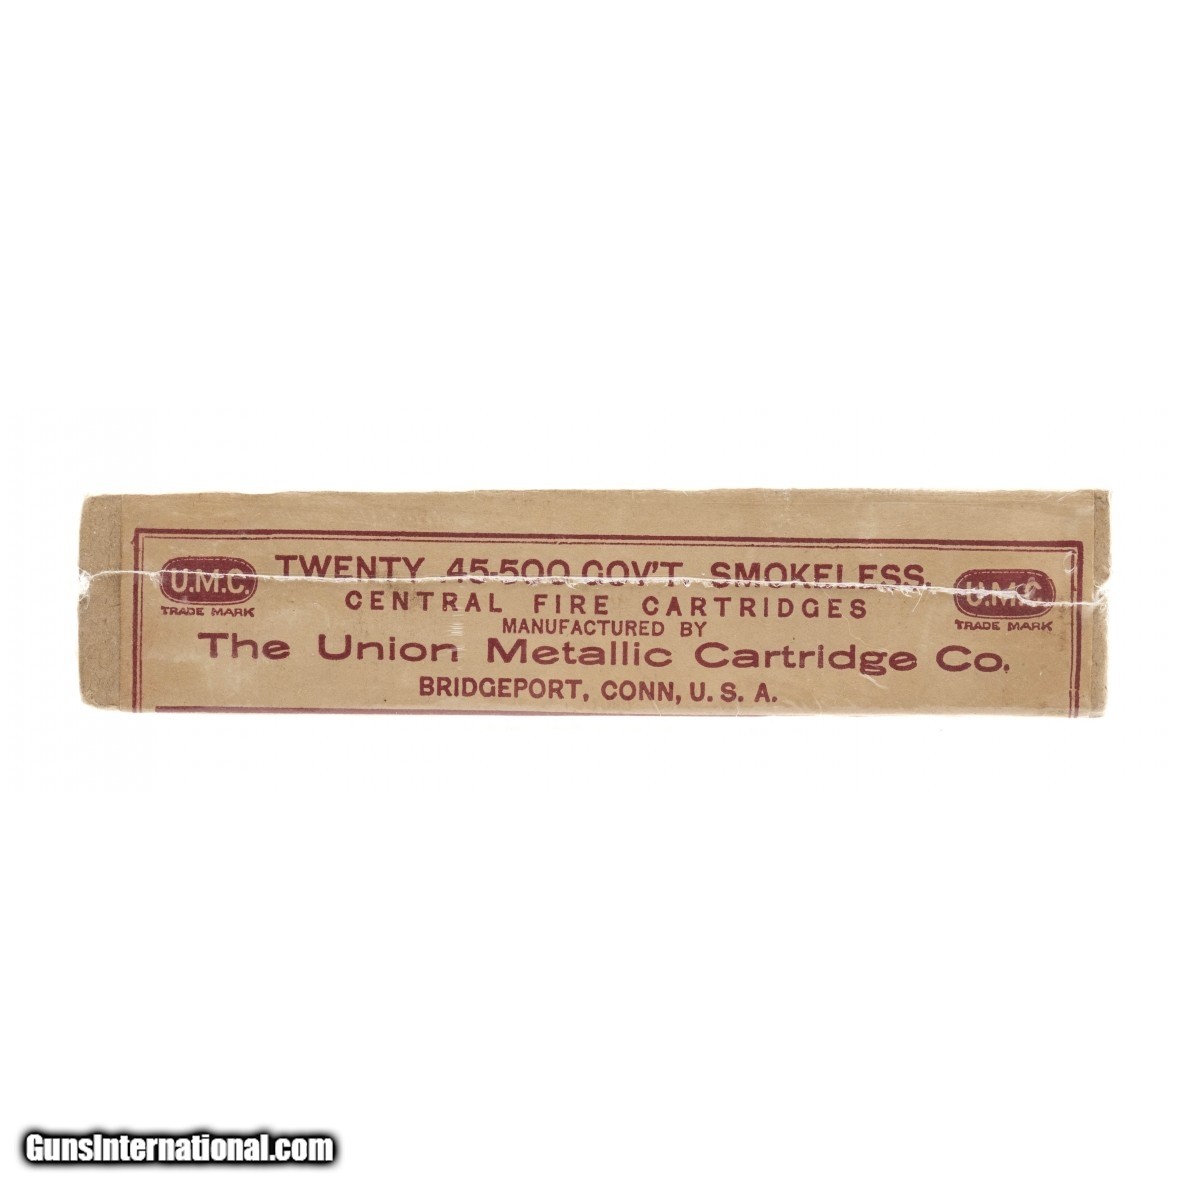 TWENTY 45-500 GOV'T. SMOKELESS.
U.M.C.
TRADE MARK
U.M.C.
TRADE MARK
CENTRAL FIRE CARTRIDGES
MANUFACTURED BY
The Union Metallic Cartridge Co.
BRIDGEPORT, CONN, U. S. A.
GunsInternational.com